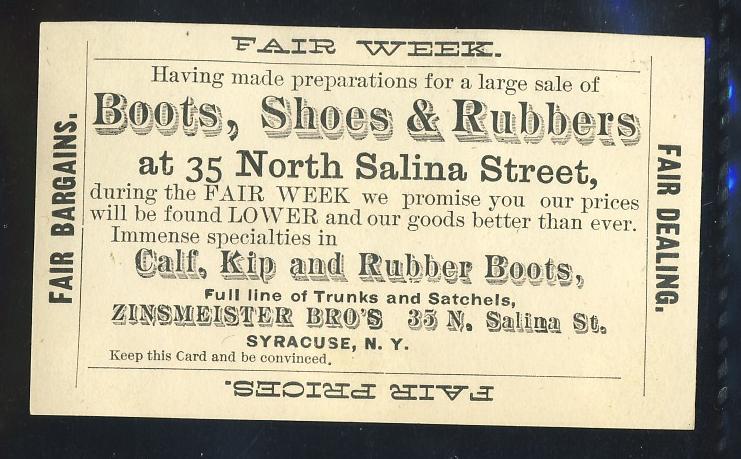 FAIR WEEK.
Having made preparations for a large sale of
Boots, Shoes & Rubbers
at 35 North Salina Street,
during the FAIR WEEK we promise you our prices
will be found LOWER and our goods better than ever.
Immense specialties in
Calf, Kip and Rubber Boots,
Full line of Trunks and Satchels,
ZINSMEISTER BRO'S 35 N. Salina St.
SYRACUSE, N. Y.
Keep this Card and be convinced.
FAIR BARGAINS.
FAIR DEALING.
FAIR PRICES.